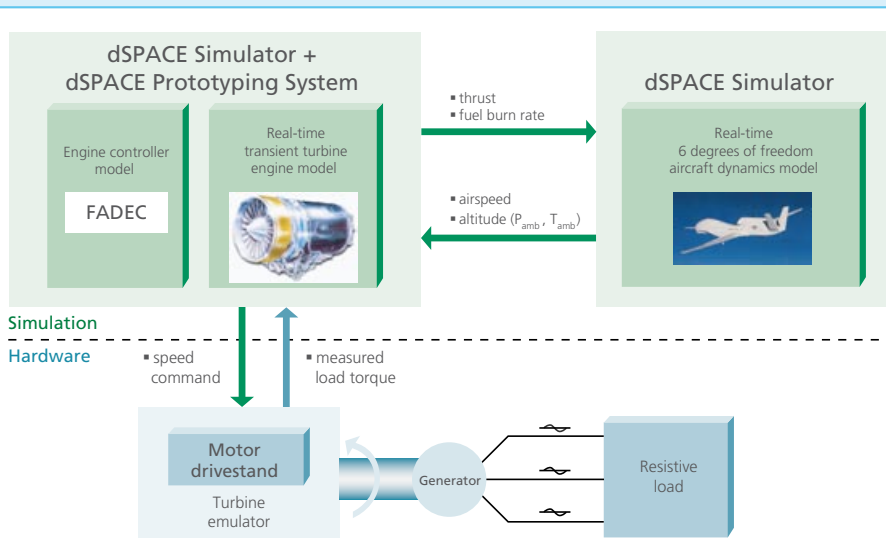 dSPACE Simulator +
dSPACE Prototyping System
Engine controller
model
FADEC
Real-time
transient turbine
engine model
▪ thrust
▪ fuel burn rate
▪ airspeed
▪ altitude (Pamb, Tamb)
dSPACE Simulator
Real-time
6 degrees of freedom
aircraft dynamics model
Simulation
Hardware
▪ speed
command
▪ measured
load torque
Motor
drivestand
Turbine
emulator
Generator
Resistive
load